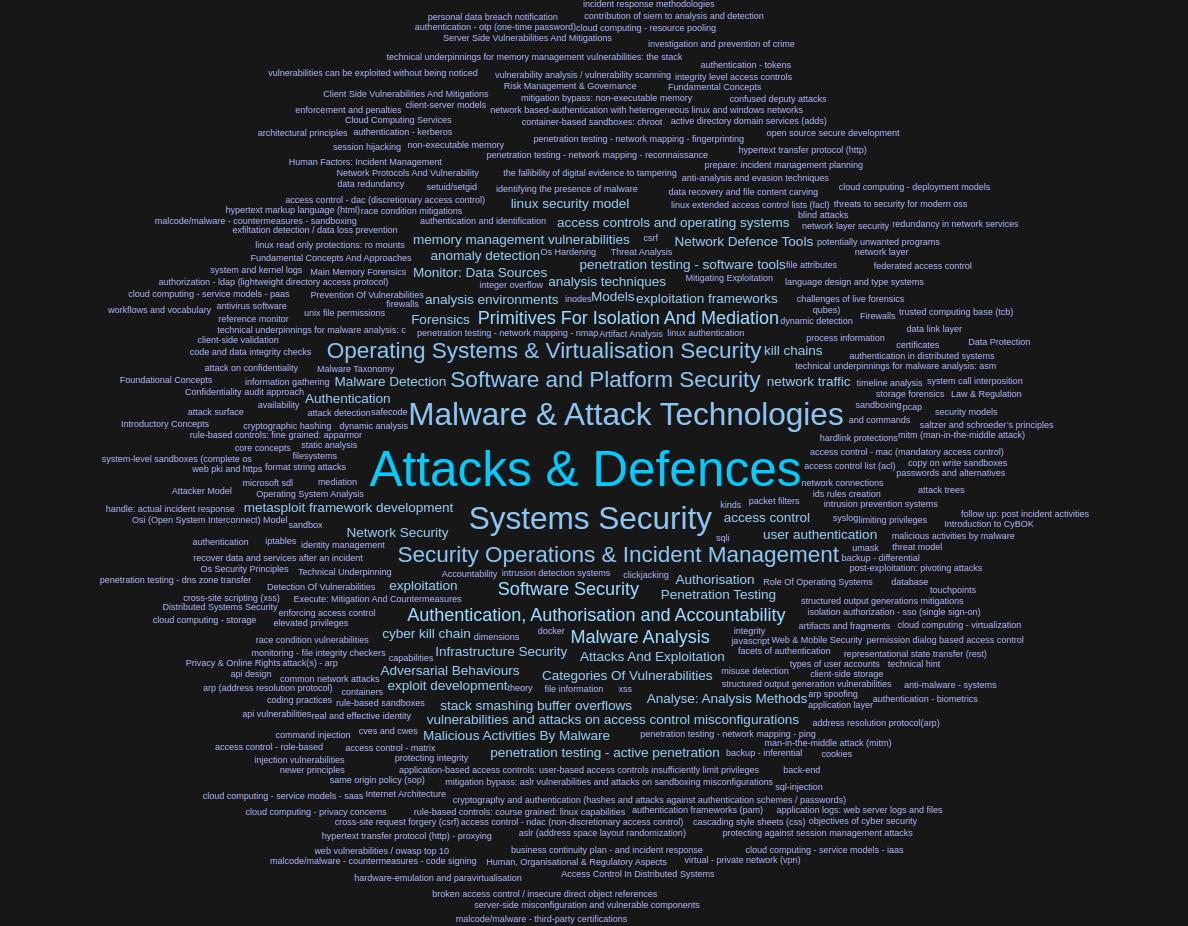 incident response methodologies
personal data breach notification
contribution of siem to analysis and detection
authentication - otp (one-time password)
cloud computing - resource pooling
Server Side Vulnerabilities And Mitigations
investigation and prevention of crime
technical underpinnings for memory management vulnerabilities: the stack
authentication - tokens
vulnerabilities can be exploited without being noticed
vulnerability analysis / vulnerability scanning
integrity level access controls
Risk Management & Governance
Fundamental Concepts
Client Side Vulnerabilities And Mitigations
mitigation bypass: non-executable memory
confused deputy attacks
enforcement and penalties
client-server models
network based-authentication with heterogeneous linux and windows networks
Cloud Computing Services
container-based sandboxes: chroot
active directory domain services (adds)
architectural principles
authentication - kerberos
penetration testing - network mapping - fingerprinting
open source secure development
session hijacking
non-executable memory
penetration testing - network mapping - reconnaissance
hypertext transfer protocol (http)
Human Factors: Incident Management
prepare: incident management planning
Network Protocols And Vulnerability
the fallibility of digital evidence to tampering
anti-analysis and evasion techniques
data redundancy
setuid/setgid
identifying the presence of malware
data recovery and file content carving
cloud computing - deployment models
access control - dac (discretionary access control)
linux security model
linux extended access control lists (facl)
threats to security for modern oss
hypertext markup language (html)
race condition mitigations
blind attacks
malcode/malware - countermeasures - sandboxing
authentication and identification
access controls and operating systems
network layer security
redundancy in network services
exfiltation detection / data loss prevention
memory management vulnerabilities
csrf
Network Defence Tools
potentially unwanted programs
linux read only protections: ro mounts
anomaly detection
Os Hardening
Threat Analysis
network layer
Fundamental Concepts And Approaches
system and kernel logs
Main Memory Forensics
Monitor: Data Sources
penetration testing - software tools
file attributes
federated access control
authorization - ldap (lightweight directory access protocol)
integer overflow
analysis techniques
Mitigating Exploitation
language design and type systems
cloud computing - service models - paas
Prevention Of Vulnerabilities
firewalls
analysis environments
inodes
Models
exploitation frameworks
challenges of live forensics
workflows and vocabulary
antivirus software
unix file permissions
qubes)
trusted computing base (tcb)
reference monitor
Forensics
Primitives For Isolation And Mediation
dynamic detection
Firewalls
technical underpinnings for malware analysis: c
penetration testing - network mapping - nmap
Artifact Analysis
linux authentication
data link layer
client-side validation
process information
certificates
Data Protection
code and data integrity checks
Operating Systems & Virtualisation Security
kill chains
authentication in distributed systems
attack on confidentiality
Malware Taxonomy
technical underpinnings for malware analysis: asm
Foundational Concepts
information gathering
Malware Detection
Software and Platform Security
network traffic
timeline analysis
system call interposition
Confidentiality
audit approach
Authentication
storage forensics
Law & Regulation
attack surface
availability
attack detection
safecode
Malware & Attack Technologies
sandboxing
pcap
security models
Introductory Concepts
cryptographic hashing
dynamic analysis
and commands
saltzer and schroeder's principles
rule-based controls: fine grained: apparmor
hardlink protections
mitm (man-in-the-middle attack)
core concepts
static analysis
access control - mac (mandatory access control)
system-level sandboxes (complete os
filesystems
web pki and https
format string attacks
Attacks & Defences
access control list (acl)
copy on write sandboxes
passwords and alternatives
microsoft sdl
mediation
network connections
Attacker Model
Operating System Analysis
ids rules creation
attack trees
handle: actual incident response
metasploit framework development
kinds
packet filters
intrusion prevention systems
Osi (Open System Interconnect) Model
sandbox
Systems Security
access control
syslog
limiting privileges
follow up: post incident activities
Introduction to CyBOK
Network Security
sqli
user authentication
malicious activities by malware
authentication
iptables
identity management
umask
threat model
recover data and services after an incident
Security Operations & Incident Management
backup - differential
Os Security Principles
Technical Underpinning
post-exploitation: pivoting attacks
penetration testing - dns zone transfer
Detection Of Vulnerabilities
exploitation
Accountability
intrusion detection systems
clickjacking
Authorisation
Role Of Operating Systems
database
touchpoints
cross-site scripting (xss)
Execute: Mitigation And Countermeasures
Software Security
Penetration Testing
structured output generations mitigations
Distributed Systems Security
enforcing access control
isolation
authorization - sso (single sign-on)
cloud computing - storage
elevated privileges
Authentication, Authorisation and Accountability
artifacts and fragments
cloud computing - virtualization
race condition vulnerabilities
cyber kill chain
dimensions
docker
Malware Analysis
integrity
javascript
Web & Mobile Security
permission dialog based access control
monitoring - file integrity checkers
capabilities
Infrastructure Security
Attacks And Exploitation
facets of authentication
representational state transfer (rest)
Privacy & Online Rights
attack(s) - arp
Adversarial Behaviours
types of user accounts
technical hint
api design
common network attacks
Categories Of Vulnerabilities
misuse detection
client-side storage
arp (address resolution protocol)
containers
exploit development
theory
file information
xss
structured output generation vulnerabilities
anti-malware - systems
coding practices
rule-based sandboxes
stack smashing buffer overflows
Analyse: Analysis Methods
arp spoofing
authentication - biometrics
application layer
api vulnerabilities
real and effective identity
vulnerabilities and attacks on access control misconfigurations
address resolution protocol(arp)
command injection
cves and cwes
Malicious Activities By Malware
penetration testing - network mapping - ping
access control - role-based
access control - matrix
man-in-the-middle attack (mitm)
injection vulnerabilities
protecting integrity
penetration testing - active penetration
backup - inferential
cookies
newer principles
application-based access controls: user-based access controls insufficiently limit privileges
back-end
same origin policy (sop)
mitigation bypass: aslr
vulnerabilities and attacks on sandboxing misconfigurations
sql-injection
cloud computing - service models - saas
Internet Architecture
cryptography and authentication (hashes and attacks against authentication schemes / passwords)
cloud computing - privacy concerns
rule-based controls: course grained: linux capabilities
authentication frameworks (pam)
application logs: web server logs and files
cross-site request forgery (csrf)
access control - ndac (non-discretionary access control)
cascading style sheets (css)
objectives of cyber security
hypertext transfer protocol (http) - proxying
aslr (address space layout randomization)
protecting against session management attacks
web vulnerabilities / owasp top 10
business continuity plan - and incident response
cloud computing - service models - iaas
malcode/malware - countermeasures - code signing
Human, Organisational & Regulatory Aspects
virtual - private network (vpn)
hardware-emulation and paravirtualisation
Access Control In Distributed Systems
broken access control / insecure direct object references
server-side misconfiguration and vulnerable components
malcode/malware - third-party certifications